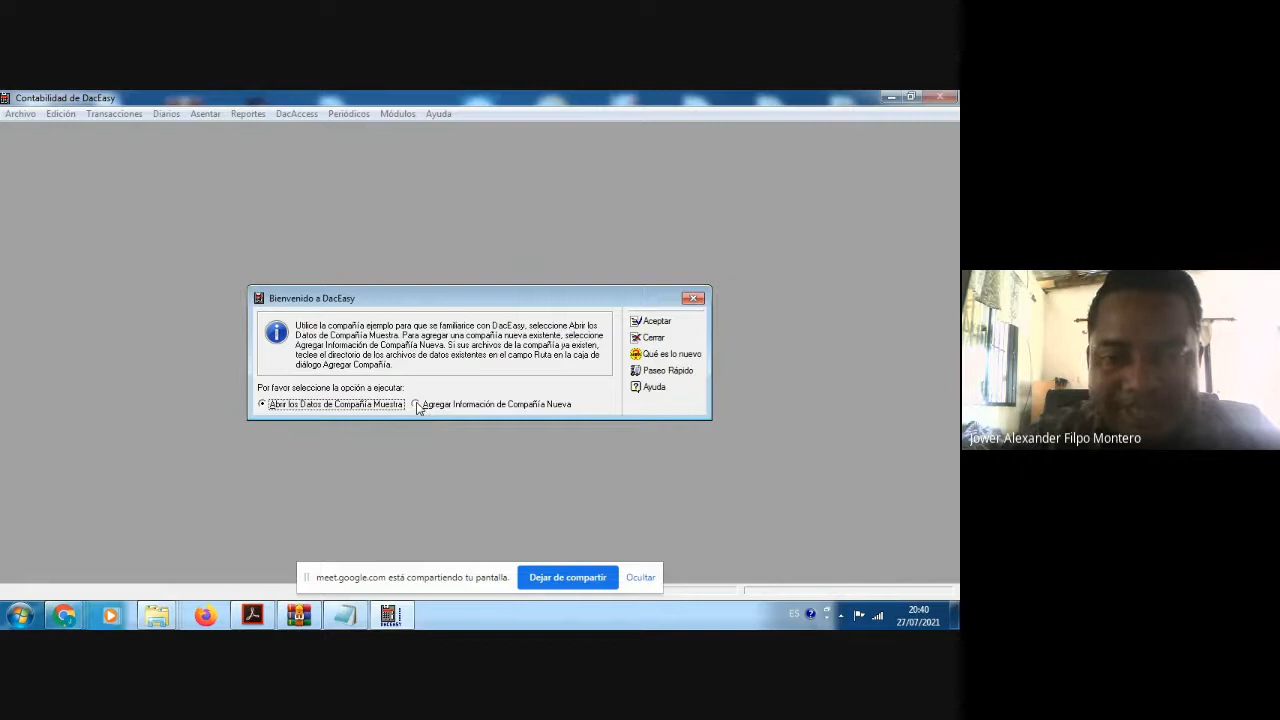 Contabilidad de DacEasy
Archivo Edición Transacciones Diarios Asentar Reportes DacAccess Periódicos Módulos Ayuda
Bienvenido a DacEasy
Utilice la compañía ejemplo para que se familiarice con DacEasy, seleccione Abrir los
Datos de Compañía Muestra. Para agregar una compañía nueva existente, seleccione
Agregar Información de Compañía Nueva. Si sus archivos de la compañía ya existen,
teclee el directorio de los archivos de datos existentes en el campo Ruta en la caja de
diálogo Agregar Compañía.
Aceptar
Cerrar
Qué es lo nuevo
Paseo Rápido
Ayuda
Por favor seleccione la opción a ejecutar:
Abrir los Datos de Compañía Muestra Agregar Información de Compañía Nueva
Jower Alexander Filpo Montero
meet.google.com está compartiendo tu pantalla. Dejar de compartir Ocultar
DACEASY
ES 20:40
27/07/2021